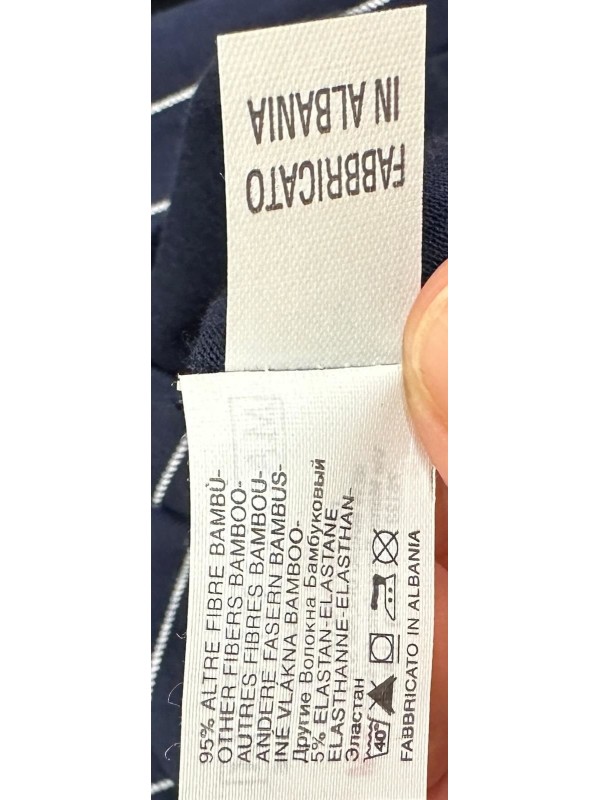 FABBRICATO
IN ALBANIA
95% ALTRE FIBRE BAMBÙ-
OTHER FIBERS BAMBOO-
AUTRES FIBRES BAMBOU-
ANDERE FASERN BAMBUS-
INÉ VLÁKNA BAMBOO-
Другие Волокна Бамбуковый
5% ELASTAN-ELASTANE
ELASTHANNE-ELASTHAN-
Эластан
40°
FABBRICATO IN ALBANIA